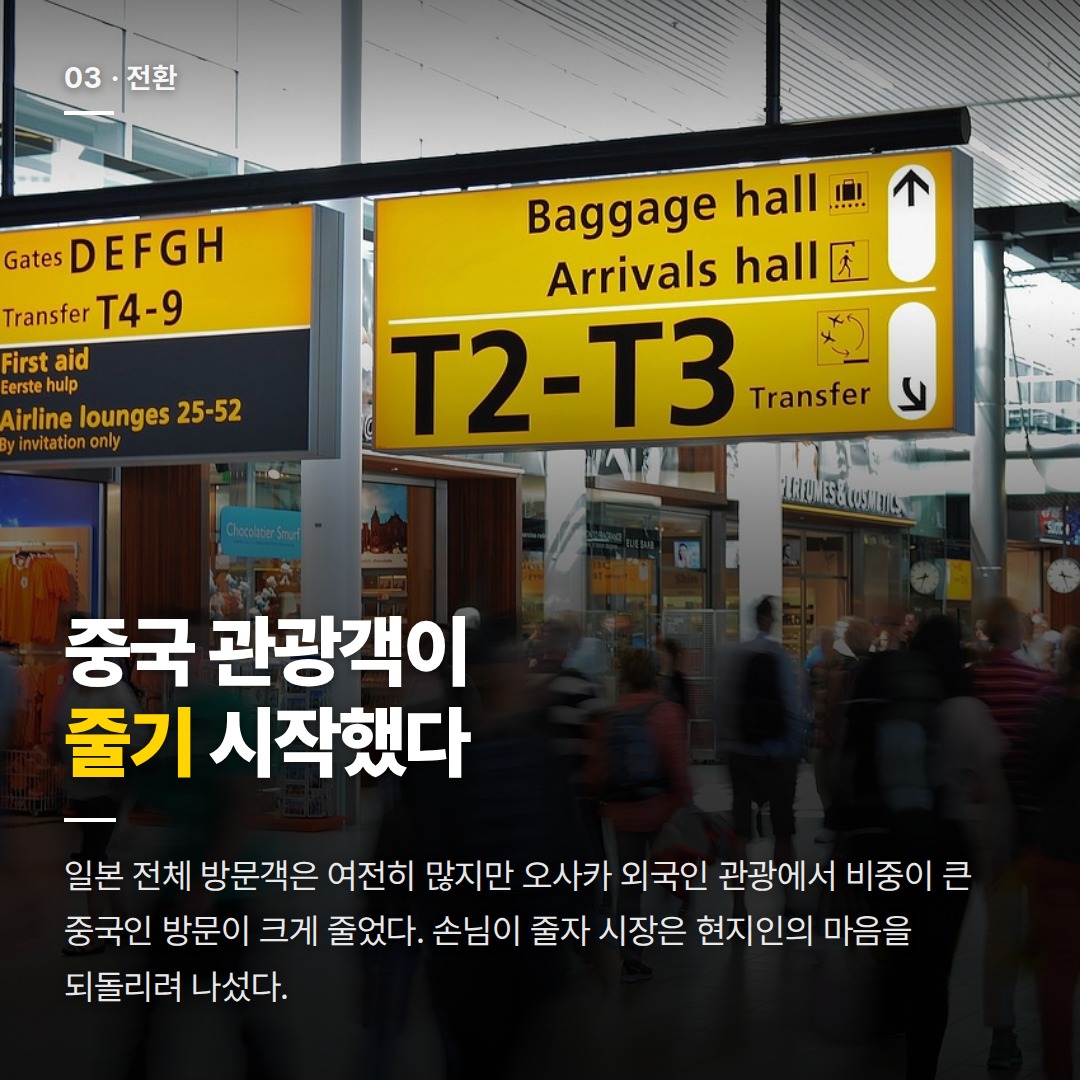 03 · 전환
Gates DEFGH
Transfer T4-9
First aid
Eerste hulp
Airline lounges 25-52
By invitation only
Baggage hall
Arrivals hall
T2-T3 Transfer
PERFUMES & COSMETICS
Chocolatier Smurf
ELIE SAAB
중국 관광객이
줄기 시작했다
일본 전체 방문객은 여전히 많지만 오사카 외국인 관광에서 비중이 큰
중국인 방문이 크게 줄었다. 손님이 줄자 시장은 현지인의 마음을
되돌리려 나섰다.